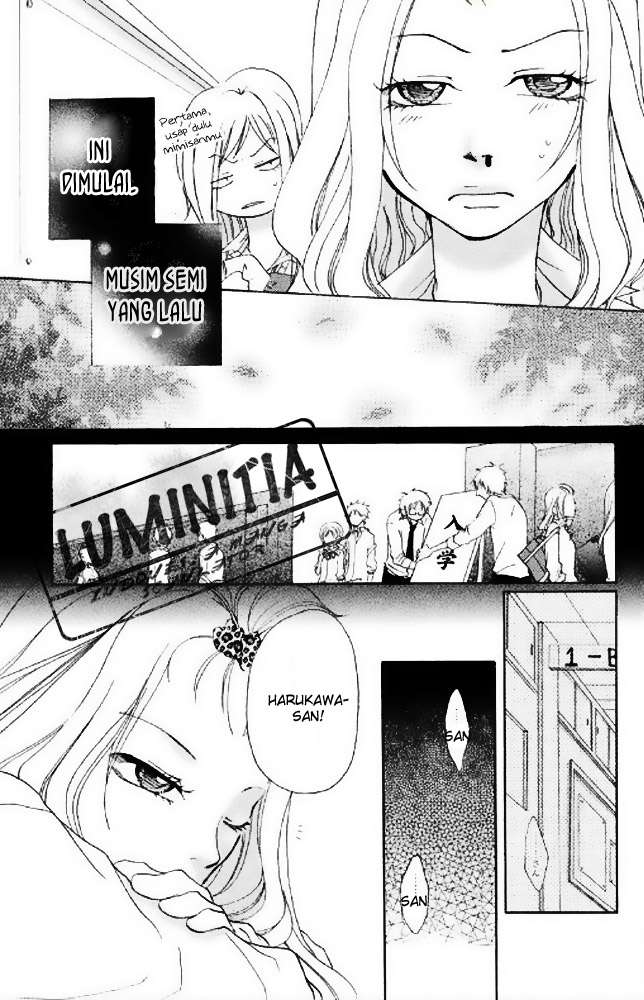 INI
DIMULAI.
Pertama,
usap dulu
mimisanmu
MUSIM SEMI
YANG LALU
LUMINITIA
入
学
1-B
SAN
HARUKAWA-
SAN!
SAN